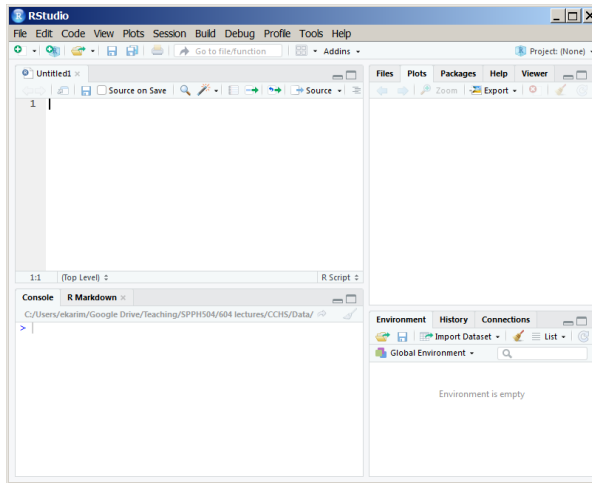 RStudio
File Edit Code View Plots Session Build Debug Profile Tools Help
Go to file/function Addins Project: (None)
Untitled1
Source on Save Source
1
1:1 (Top Level) R Script
Console R Markdown
C:/Users/ekarim/Google Drive/Teaching/SPPH504/604 lectures/CCHS/Data/
>
Files Plots Packages Help Viewer
Zoom Export
Environment History Connections
Import Dataset List
Global Environment
Environment is empty